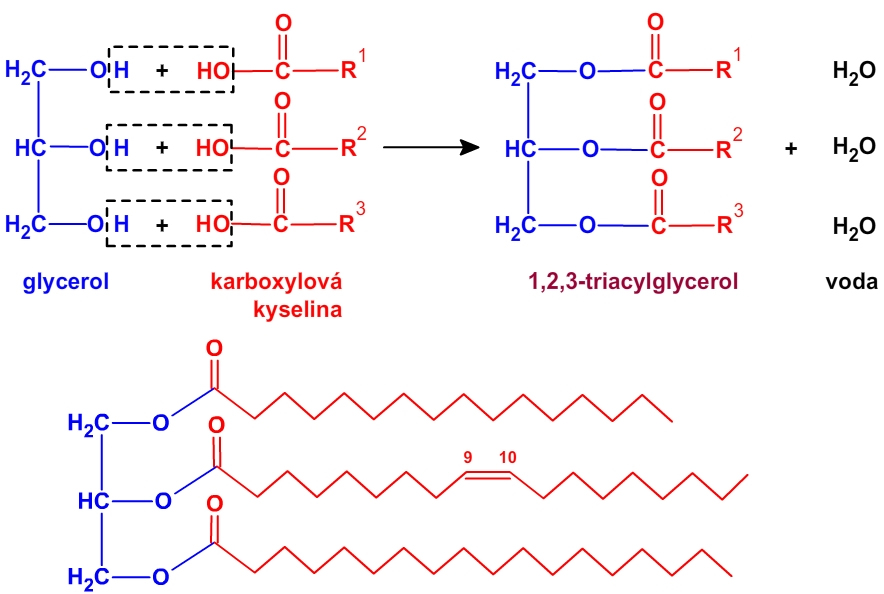 O O
H₂C OH + HO C R¹ H₂C O C R¹ H₂O
O O
HC OH + HO C R² HC O C R² + H₂O
O O
H₂C OH + HO C R³ H₂C O C R³ H₂O
glycerol karboxylová 1,2,3-triacylglycerol voda
kyselina
O
H₂C O
O 9 10
HC O
O
H₂C O